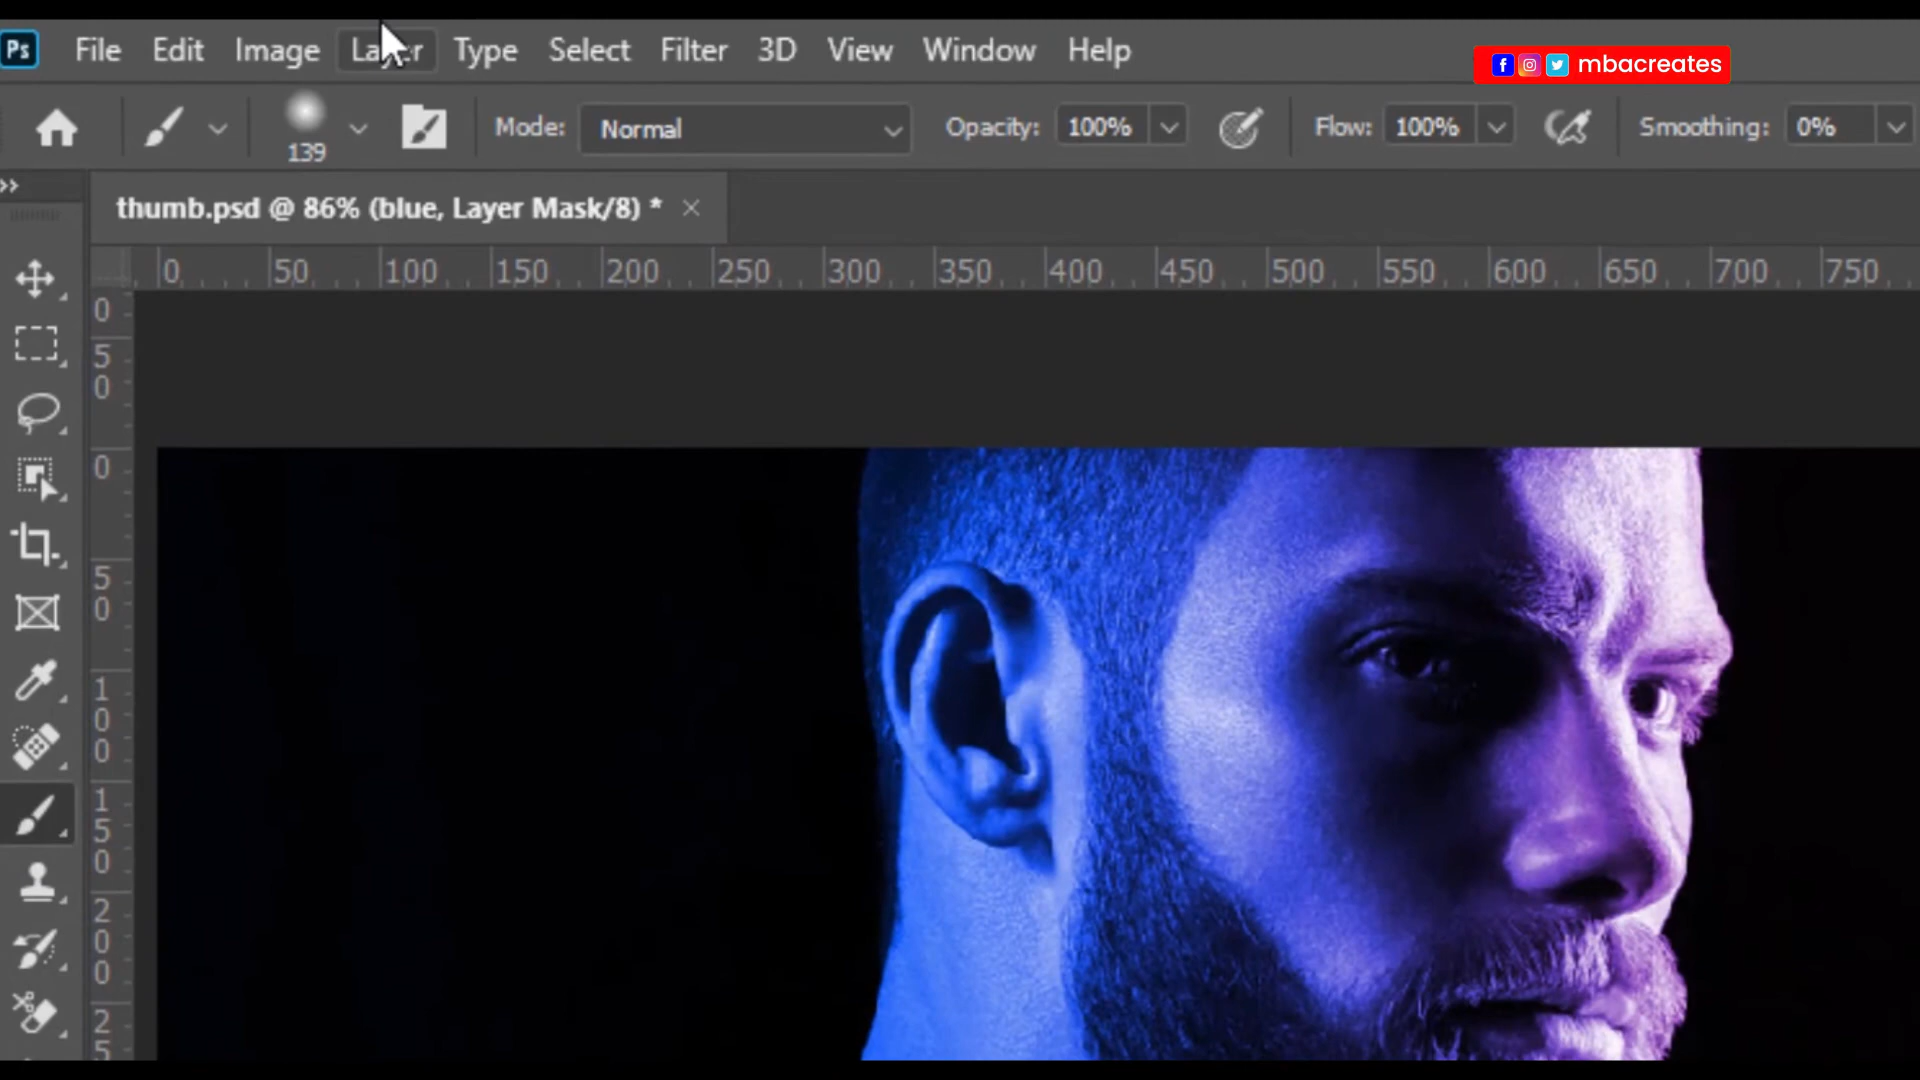 Ps File Edit Image Layer Type Select Filter 3D View Window Help
mbacreates
139 Mode: Normal Opacity: 100% Flow: 100% Smoothing: 0%
thumb.psd @ 86% (blue, Layer Mask/8) *
0 50 100 150 200 250 300 350 400 450 500 550 600 650 700 750
0
50
0
50
100
150
200
25